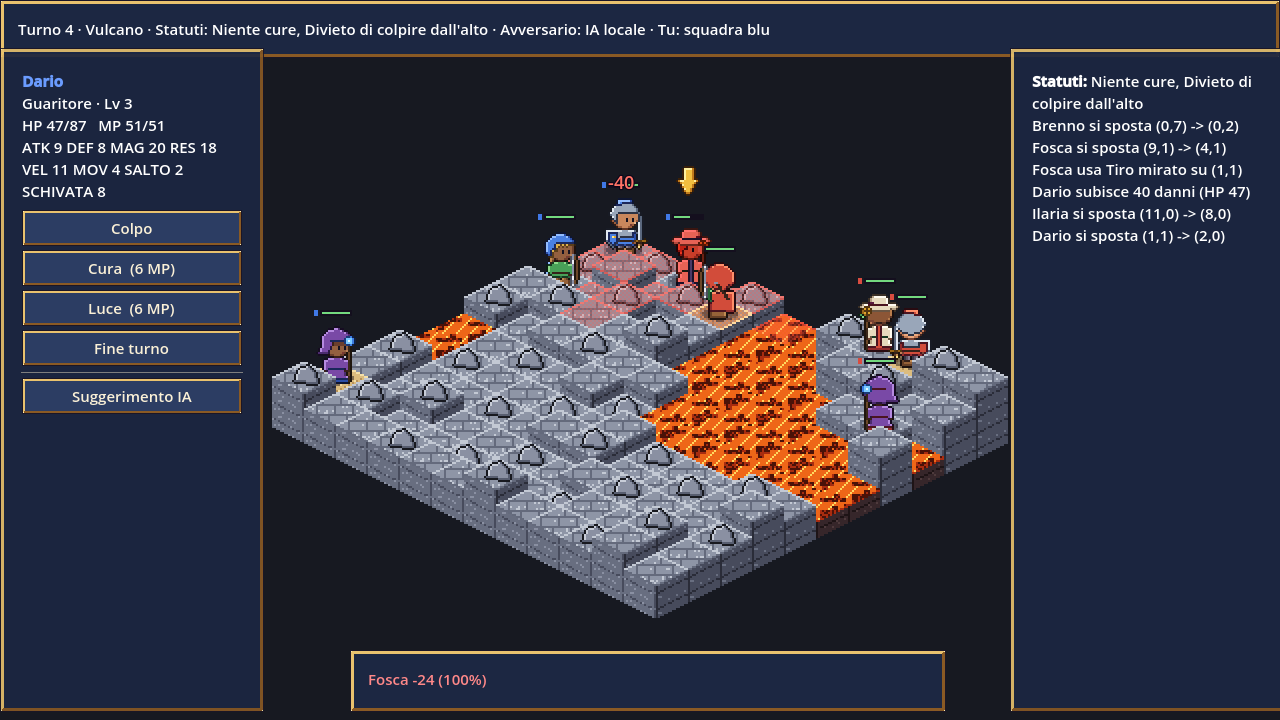 Turno 4 · Vulcano · Statuti: Niente cure, Divieto di colpire dall'alto · Avversario: IA locale · Tu: squadra blu
Dario
Guaritore · Lv 3
HP 47/87 MP 51/51
ATK 9 DEF 8 MAG 20 RES 18
VEL 11 MOV 4 SALTO 2
SCHIVATA 8
Colpo
Cura (6 MP)
Luce (6 MP)
Fine turno
Suggerimento IA
-40
Statuti: Niente cure, Divieto di
colpire dall'alto
Brenno si sposta (0,7) -> (0,2)
Fosca si sposta (9,1) -> (4,1)
Fosca usa Tiro mirato su (1,1)
Dario subisce 40 danni (HP 47)
Ilaria si sposta (11,0) -> (8,0)
Dario si sposta (1,1) -> (2,0)
Fosca -24 (100%)